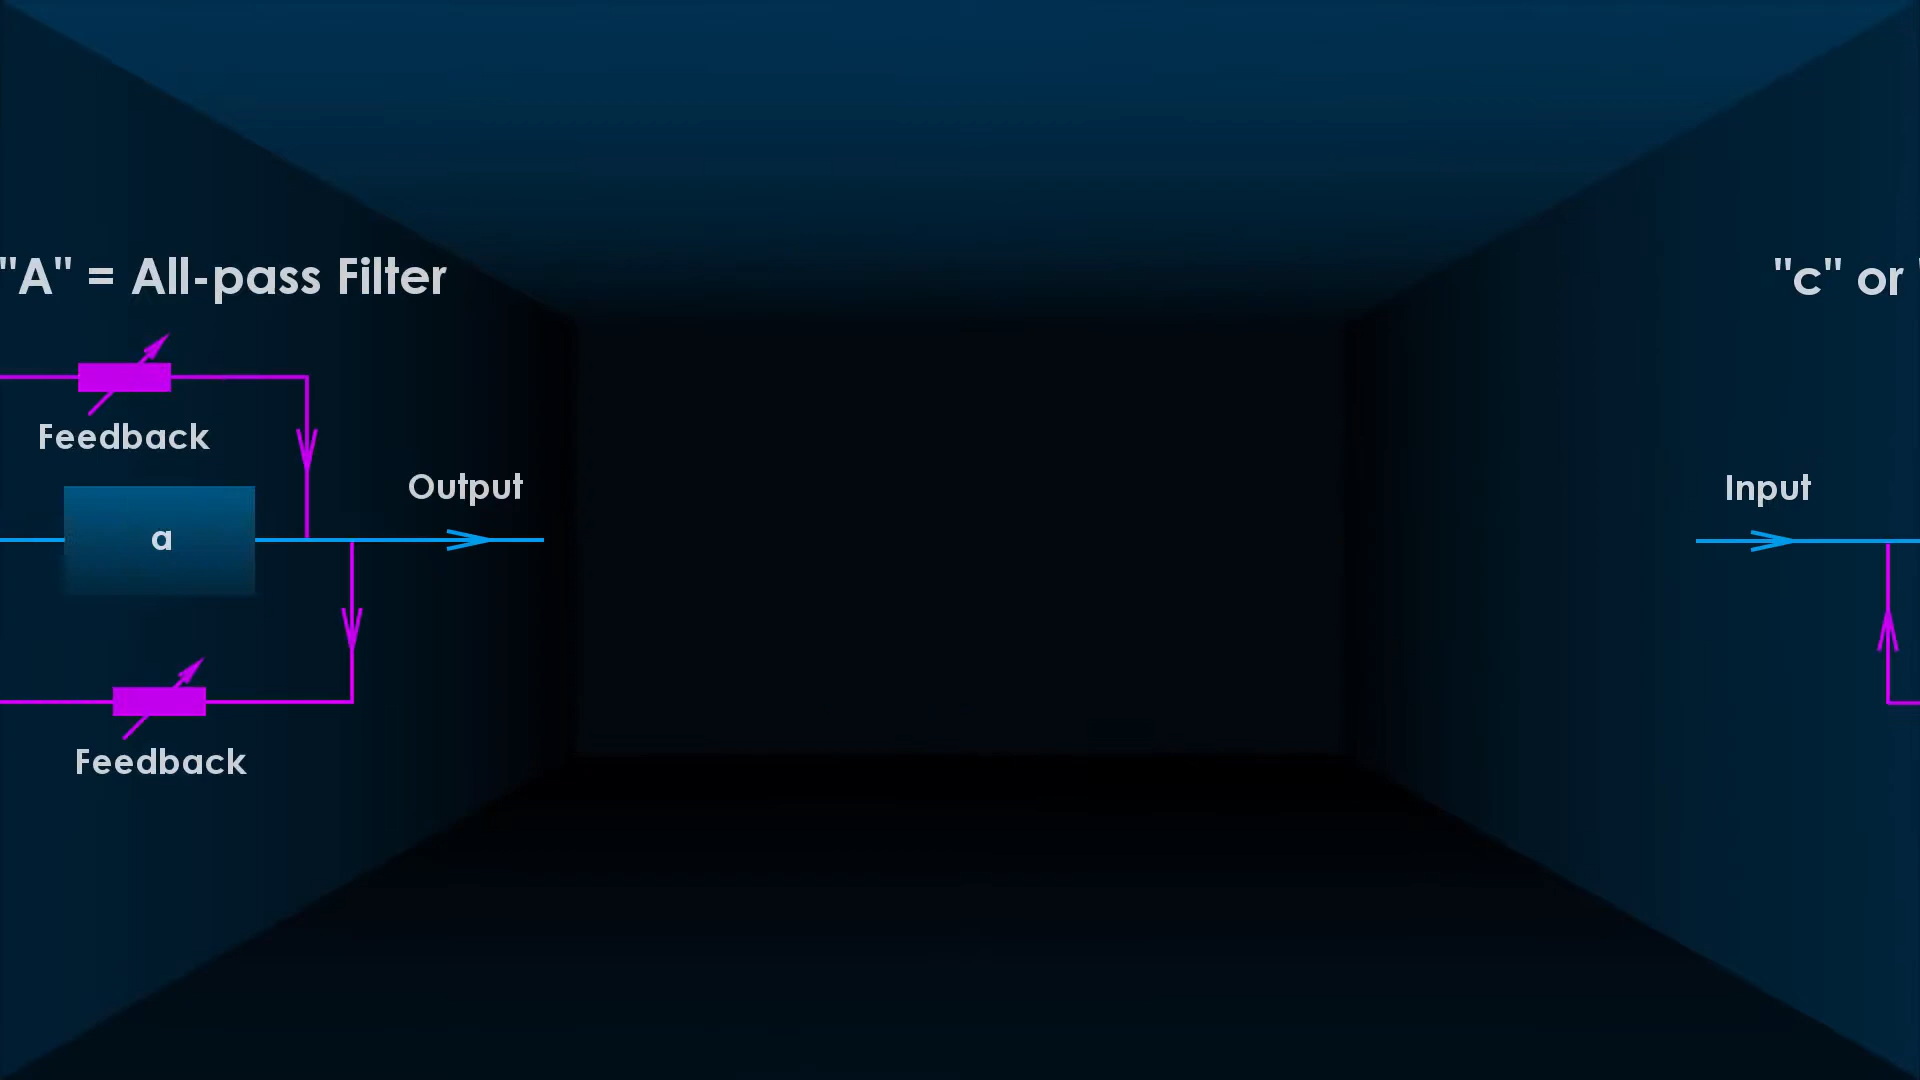 "A" = All-pass Filter
"c" or
Feedback
Output
Input
a
Feedback